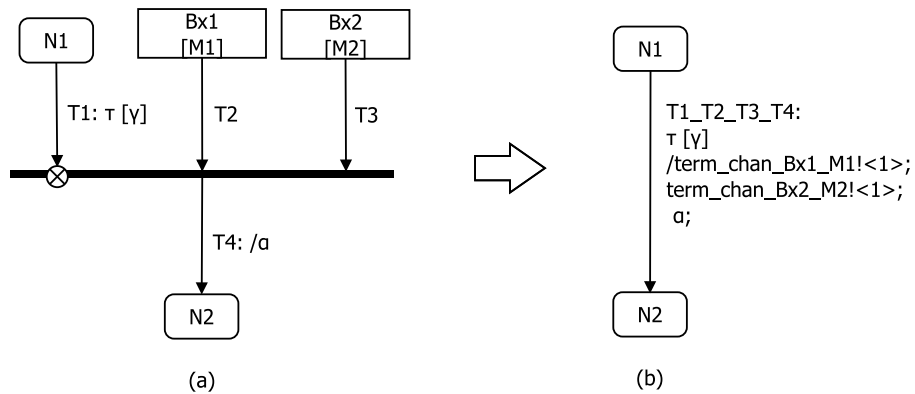 N1
Bx1
[M1]
Bx2
[M2]
T1: τ [γ]
T2
T3
T4: /α
N2
(a)
N1
T1_T2_T3_T4:
τ [γ]
/term_chan_Bx1_M1!<1>;
term_chan_Bx2_M2!<1>;
α;
N2
(b)